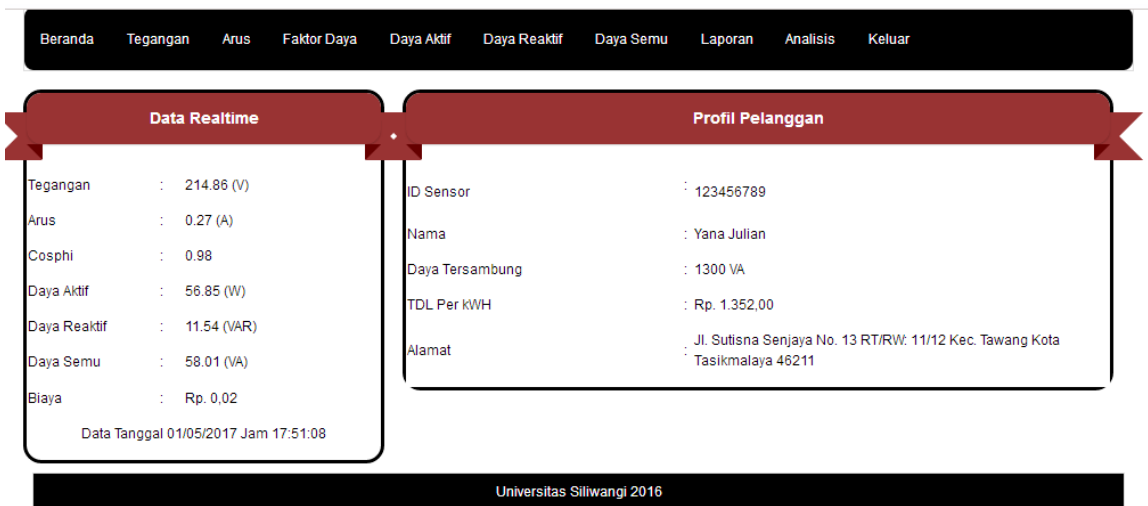 Beranda Tegangan Arus Faktor Daya Daya Aktif Daya Reaktif Daya Semu Laporan Analisis Keluar
Data Realtime
Tegangan : 214.86 (V)
Arus : 0.27 (A)
Cosphi : 0.98
Daya Aktif : 56.85 (W)
Daya Reaktif : 11.54 (VAR)
Daya Semu : 58.01 (VA)
Biaya : Rp. 0,02
Data Tanggal 01/05/2017 Jam 17:51:08
Profil Pelanggan
ID Sensor : 123456789
Nama : Yana Julian
Daya Tersambung : 1300 VA
TDL Per kWH : Rp. 1.352,00
Alamat : Jl. Sutisna Senjaya No. 13 RT/RW: 11/12 Kec. Tawang Kota
Tasikmalaya 46211
Universitas Siliwangi 2016